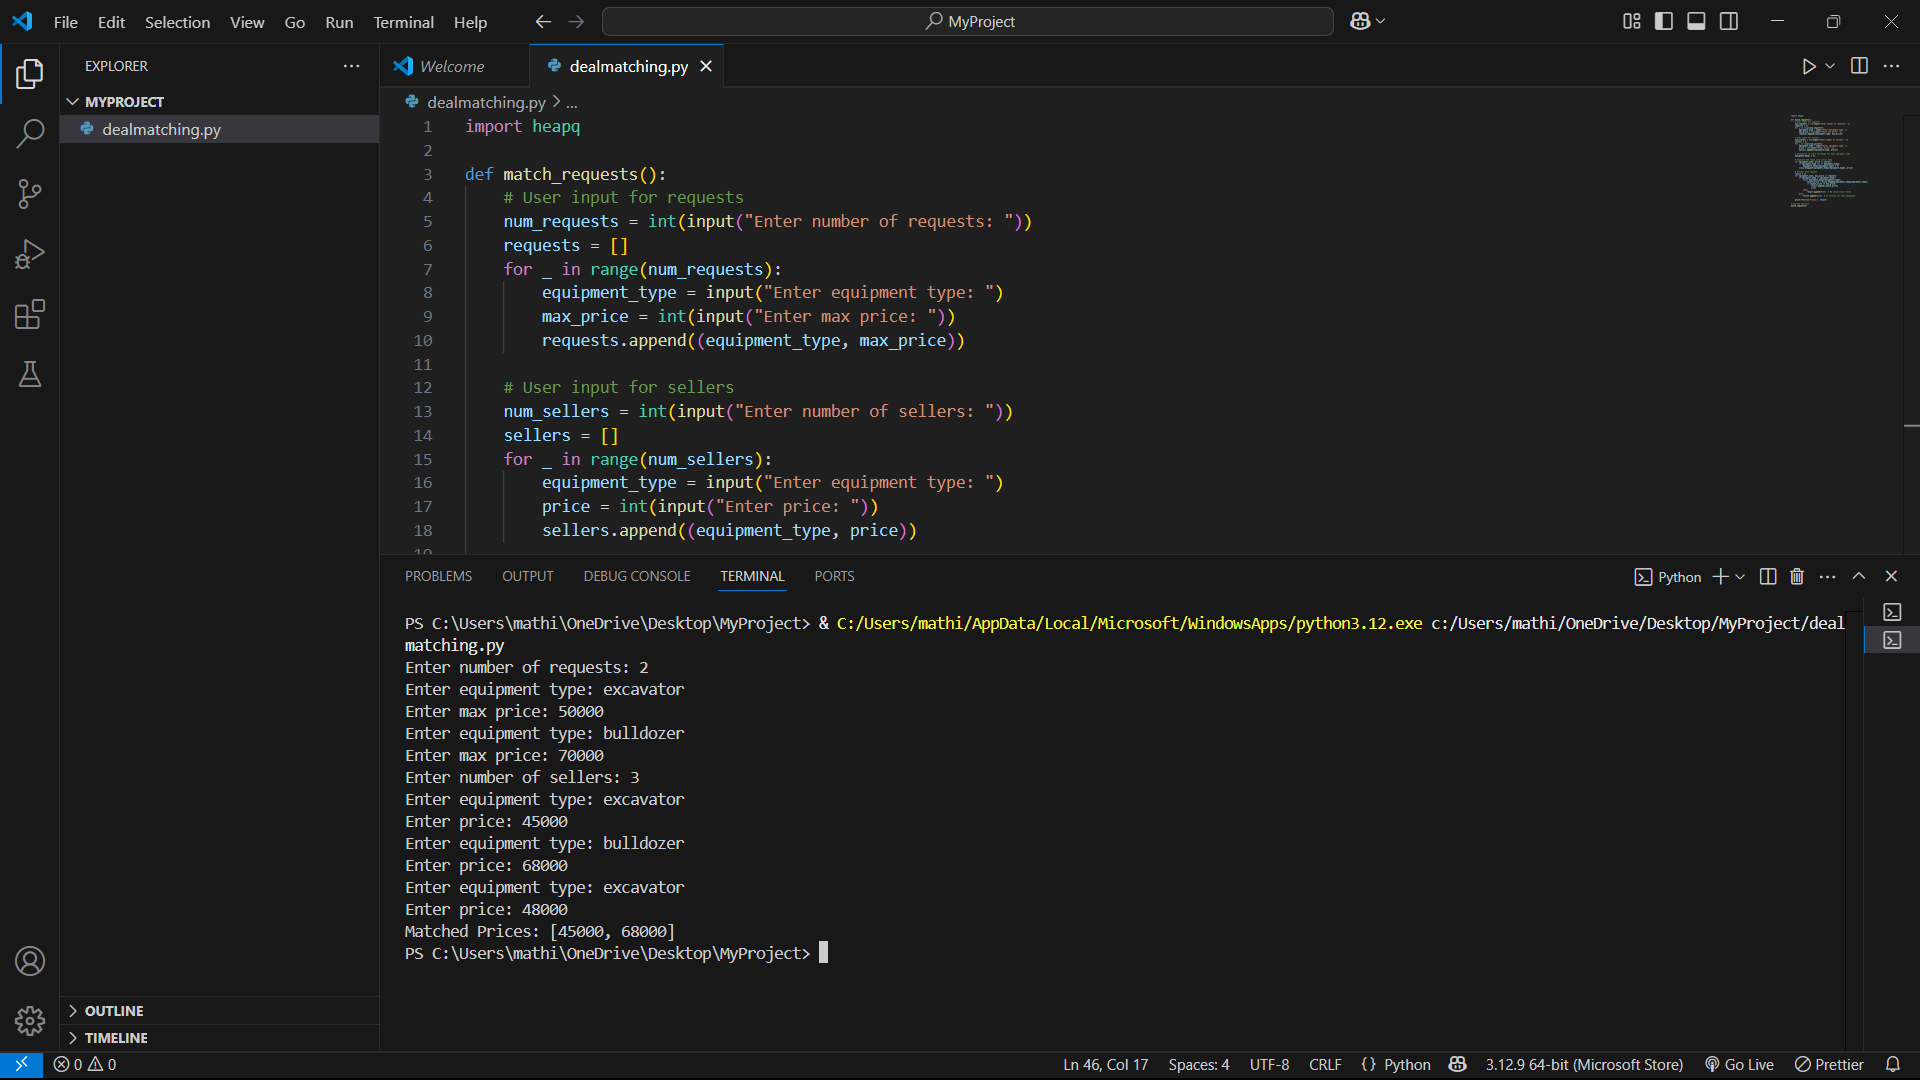 File Edit Selection View Go Run Terminal Help
MyProject
EXPLORER
MYPROJECT
dealmatching.py
OUTLINE
TIMELINE
Welcome
dealmatching.py
dealmatching.py > ...
1 import heapq
2
3 def match_requests():
4 # User input for requests
5 num_requests = int(input("Enter number of requests: "))
6 requests = []
7 for _ in range(num_requests):
8 equipment_type = input("Enter equipment type: ")
9 max_price = int(input("Enter max price: "))
10 requests.append((equipment_type, max_price))
11
12 # User input for sellers
13 num_sellers = int(input("Enter number of sellers: "))
14 sellers = []
15 for _ in range(num_sellers):
16 equipment_type = input("Enter equipment type: ")
17 price = int(input("Enter price: "))
18 sellers.append((equipment_type, price))
19
PROBLEMS OUTPUT DEBUG CONSOLE TERMINAL PORTS
Python
PS C:\Users\mathi\OneDrive\Desktop\MyProject> & C:/Users/mathi/AppData/Local/Microsoft/WindowsApps/python3.12.exe c:/Users/mathi/OneDrive/Desktop/MyProject/deal
matching.py
Enter number of requests: 2
Enter equipment type: excavator
Enter max price: 50000
Enter equipment type: bulldozer
Enter max price: 70000
Enter number of sellers: 3
Enter equipment type: excavator
Enter price: 45000
Enter equipment type: bulldozer
Enter price: 68000
Enter equipment type: excavator
Enter price: 48000
Matched Prices: [45000, 68000]
PS C:\Users\mathi\OneDrive\Desktop\MyProject>
0 0
Ln 46, Col 17 Spaces: 4 UTF-8 CRLF {} Python 3.12.9 64-bit (Microsoft Store) Go Live Prettier